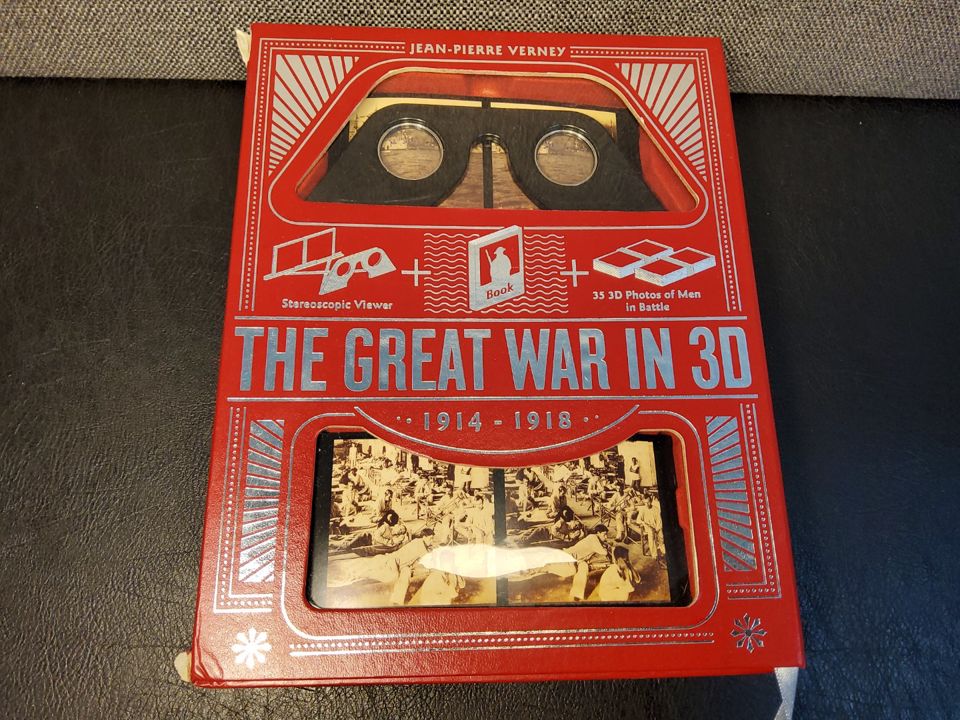 JEAN-PIERRE VERNEY
Stereoscopic Viewer
Book
35 3D Photos of Men
in Battle
THE GREAT WAR IN 3D
1914 - 1918